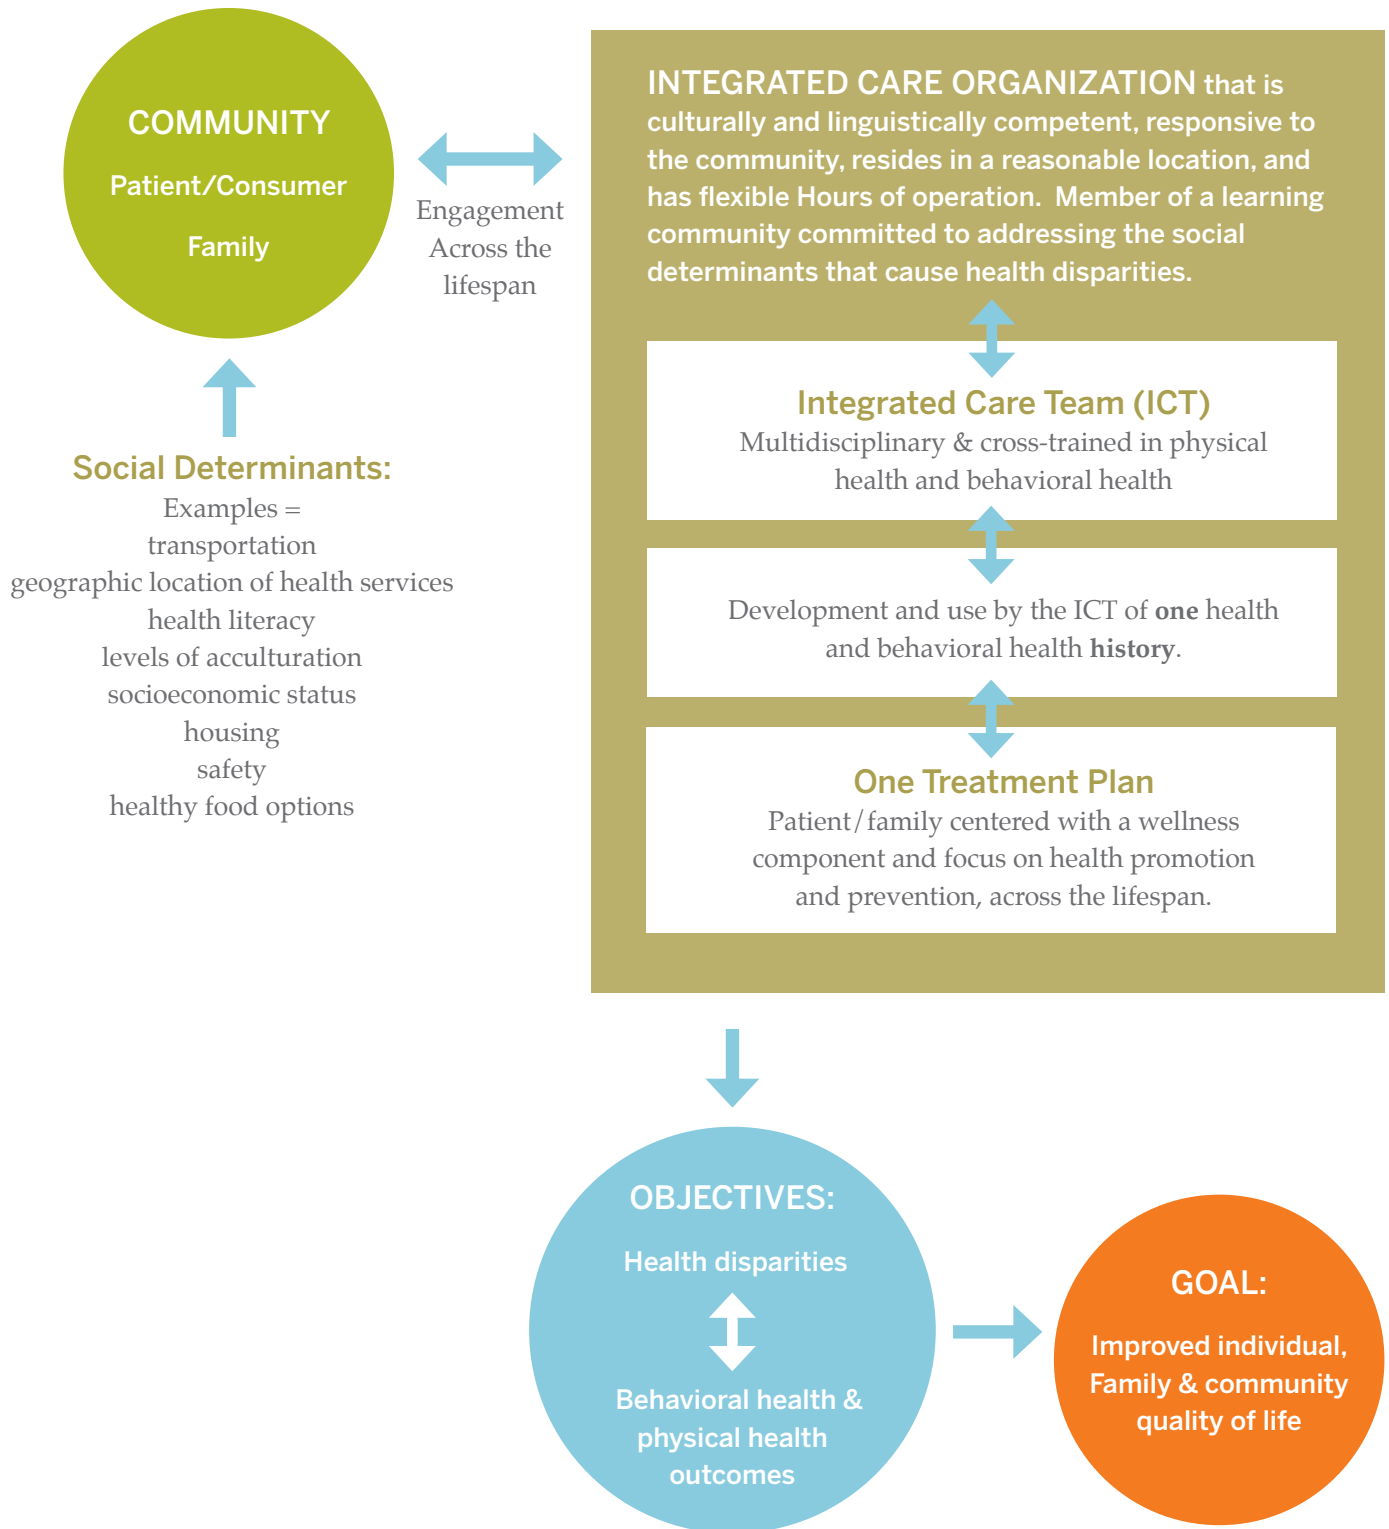 COMMUNITY
Patient/Consumer
Family
Engagement
Across the
lifespan
INTEGRATED CARE ORGANIZATION that is
culturally and linguistically competent, responsive to
the community, resides in a reasonable location, and
has flexible Hours of operation.  Member of a learning
community committed to addressing the social
determinants that cause health disparities.
Social Determinants:
Examples =
transportation
geographic location of health services
health literacy
levels of acculturation
socioeconomic status
housing
safety
healthy food options
Integrated Care Team (ICT)
Multidisciplinary & cross-trained in physical
health and behavioral health
Development and use by the ICT of one health
and behavioral health history.
One Treatment Plan
Patient/family centered with a wellness
component and focus on health promotion
and prevention, across the lifespan.
OBJECTIVES:
Health disparities
Behavioral health &
physical health
outcomes
GOAL:
Improved individual,
Family & community
quality of life